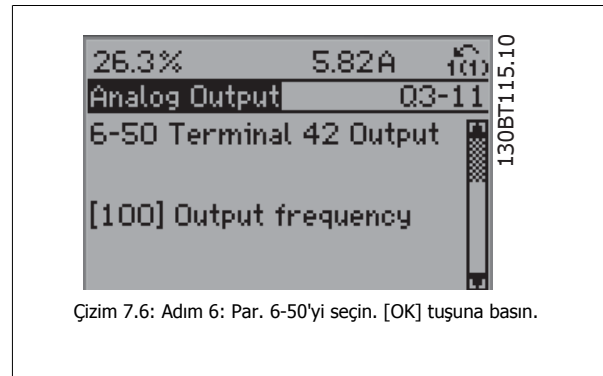 26.3% 5.82A 1(1)
Analog Output Q3-11
6-50 Terminal 42 Output
[100] Output frequency
130BT115.10
Çizim 7.6: Adım 6: Par. 6-50'yi seçin. [OK] tuşuna basın.